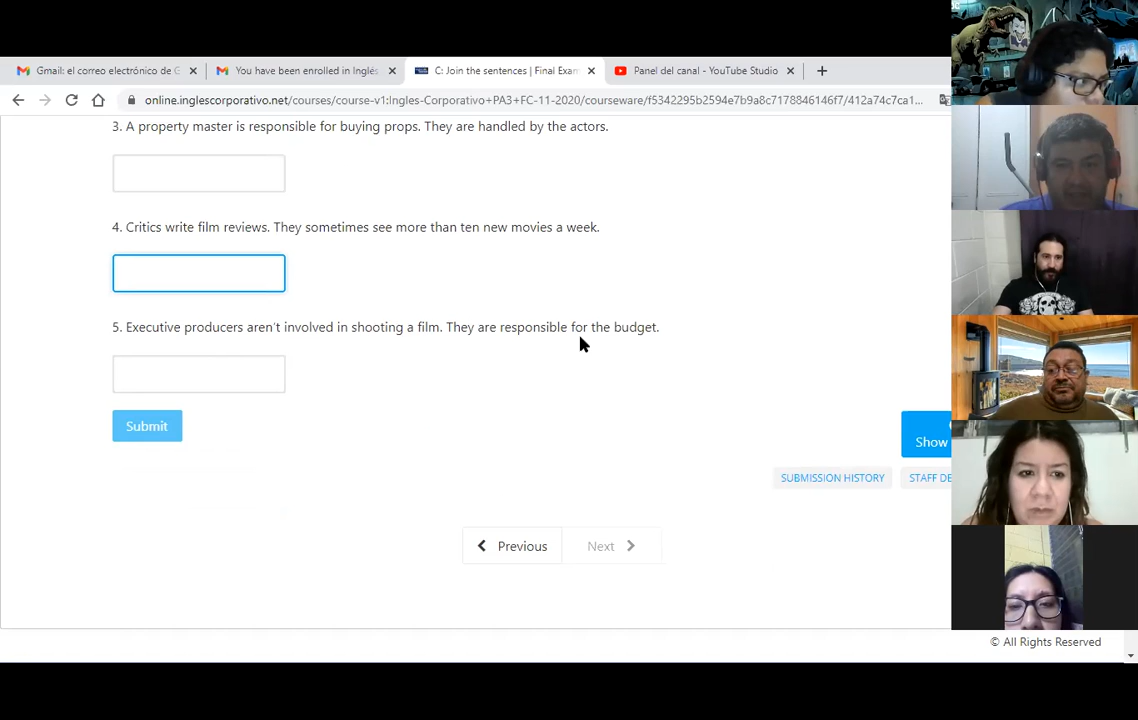 Gmail: el correo electrónico de G
You have been enrolled in Inglés
C: Join the sentences | Final Exam
Panel del canal - YouTube Studio
online.inglescorporativo.net/courses/course-v1:Ingles-Corporativo+PA3+FC-11-2020/courseware/f5342295b2594e7b9a8c7178846146f7/412a74c7ca1...
3. A property master is responsible for buying props. They are handled by the actors.
4. Critics write film reviews. They sometimes see more than ten new movies a week.
5. Executive producers aren't involved in shooting a film. They are responsible for the budget.
Submit
Show
SUBMISSION HISTORY
STAFF DE
Previous
Next
© All Rights Reserved